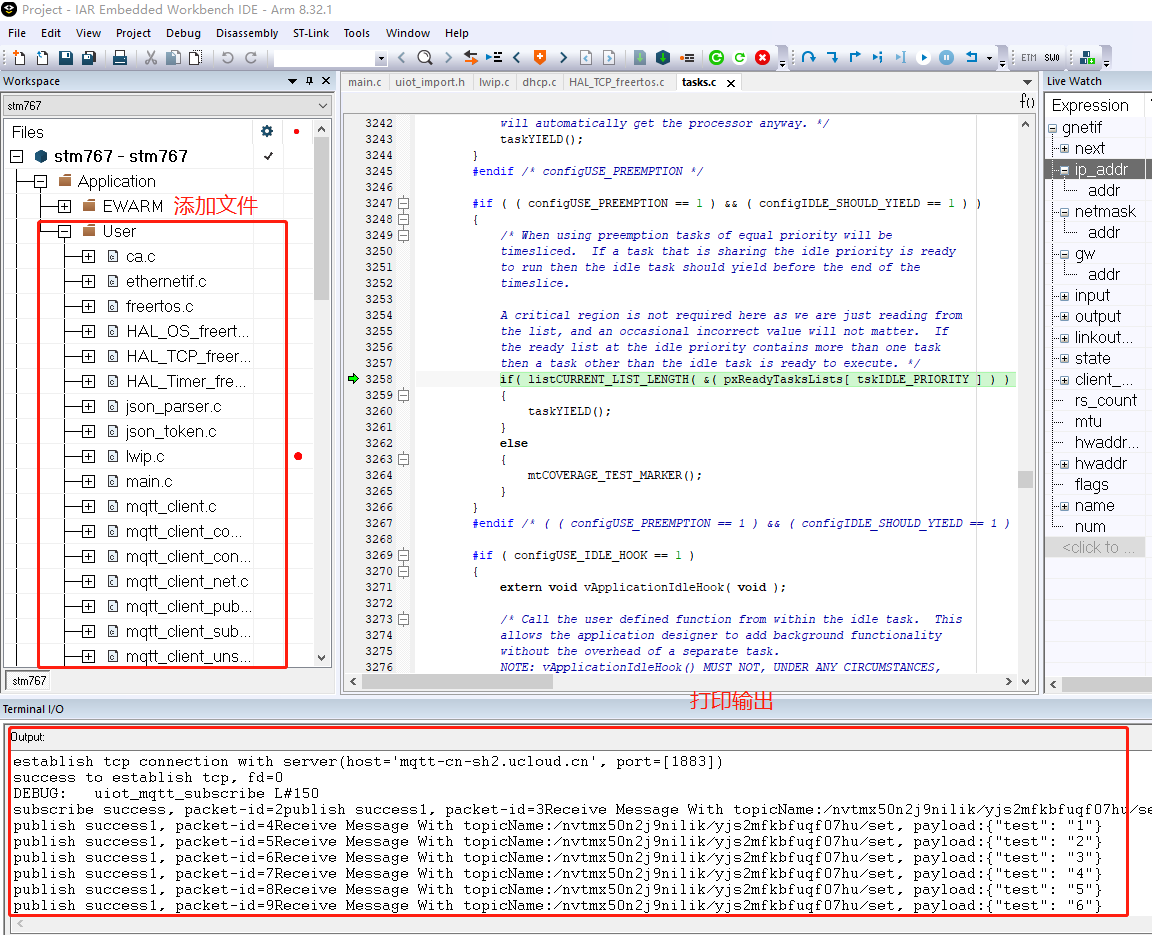 Project - IAR Embedded Workbench IDE - Arm 8.32.1
File Edit View Project Debug Disassembly ST-Link Tools Window Help
ETM SWO
Workspace
stm767
Files
stm767 - stm767
Application
EWARM 添加文件
User
ca.c
ethernetif.c
freertos.c
HAL_OS_freert...
HAL_TCP_freer...
HAL_Timer_fre...
json_parser.c
json_token.c
lwip.c
main.c
mqtt_client.c
mqtt_client_co...
mqtt_client_con...
mqtt_client_net.c
mqtt_client_pub...
mqtt_client_sub...
mqtt_client_uns...
stm767
main.c uiot_import.h lwip.c dhcp.c HAL_TCP_freertos.c tasks.c
f()
3242 will automatically get the processor anyway. */
3243 taskYIELD();
3244 }
3245 #endif /* configUSE_PREEMPTION */
3246
3247 #if ( ( configUSE_PREEMPTION == 1 ) && ( configIDLE_SHOULD_YIELD == 1 ) )
3248 {
3249 /* When using preemption tasks of equal priority will be
3250 timesliced. If a task that is sharing the idle priority is ready
3251 to run then the idle task should yield before the end of the
3252 timeslice.
3253
3254 A critical region is not required here as we are just reading from
3255 the list, and an occasional incorrect value will not matter. If
3256 the ready list at the idle priority contains more than one task
3257 then a task other than the idle task is ready to execute. */
3258 if( listCURRENT_LIST_LENGTH( &( pxReadyTasksLists[ tskIDLE_PRIORITY ] ) )
3259 {
3260 taskYIELD();
3261 }
3262 else
3263 {
3264 mtCOVERAGE_TEST_MARKER();
3265 }
3266 }
3267 #endif /* ( ( configUSE_PREEMPTION == 1 ) && ( configIDLE_SHOULD_YIELD == 1 )
3268
3269 #if ( configUSE_IDLE_HOOK == 1 )
3270 {
3271 extern void vApplicationIdleHook( void );
3272
3273 /* Call the user defined function from within the idle task. This
3274 allows the application designer to add background functionality
3275 without the overhead of a separate task.
3276 NOTE: vApplicationIdleHook() MUST NOT, UNDER ANY CIRCUMSTANCES,
Live Watch
Expression
gnetif
next
ip_addr
addr
netmask
addr
gw
addr
input
output
linkout...
state
client_...
rs_count
mtu
hwaddr...
hwaddr
flags
name
num
<click to ...
打印输出
Terminal I/O
Output:
establish tcp connection with server(host='mqtt-cn-sh2.ucloud.cn', port=[1883])
success to establish tcp, fd=0
DEBUG: uiot_mqtt_subscribe L#150
subscribe success, packet-id=2publish success1, packet-id=3Receive Message With topicName:/nvtmx50n2j9nilik/yjs2mfkbfuqf07hu/se
publish success1, packet-id=4Receive Message With topicName:/nvtmx50n2j9nilik/yjs2mfkbfuqf07hu/set, payload:{"test": "1"}
publish success1, packet-id=5Receive Message With topicName:/nvtmx50n2j9nilik/yjs2mfkbfuqf07hu/set, payload:{"test": "2"}
publish success1, packet-id=6Receive Message With topicName:/nvtmx50n2j9nilik/yjs2mfkbfuqf07hu/set, payload:{"test": "3"}
publish success1, packet-id=7Receive Message With topicName:/nvtmx50n2j9nilik/yjs2mfkbfuqf07hu/set, payload:{"test": "4"}
publish success1, packet-id=8Receive Message With topicName:/nvtmx50n2j9nilik/yjs2mfkbfuqf07hu/set, payload:{"test": "5"}
publish success1, packet-id=9Receive Message With topicName:/nvtmx50n2j9nilik/yjs2mfkbfuqf07hu/set, payload:{"test": "6"}